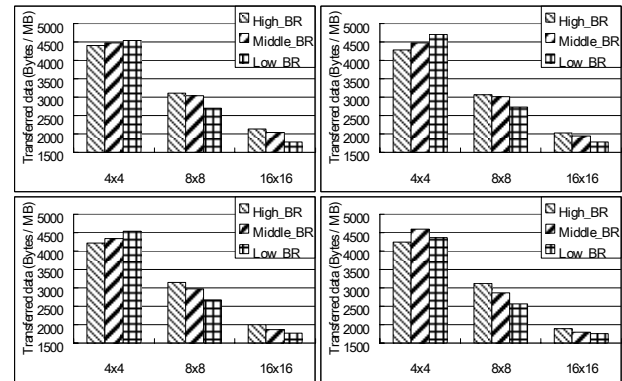 Transferred data (Bytes / MB)
5000
4500
4000
3500
3000
2500
2000
1500
High_BR
Middle_BR
Low_BR
4x4
8x8
16x16
Transferred data (Bytes / MB)
5000
4500
4000
3500
3000
2500
2000
1500
High_BR
Middle_BR
Low_BR
4x4
8x8
16x16
Transferred data (Bytes / MB)
5000
4500
4000
3500
3000
2500
2000
1500
High_BR
Middle_BR
Low_BR
4x4
8x8
16x16
Transferred data (Bytes / MB)
5000
4500
4000
3500
3000
2500
2000
1500
High_BR
Middle_BR
Low_BR
4x4
8x8
16x16